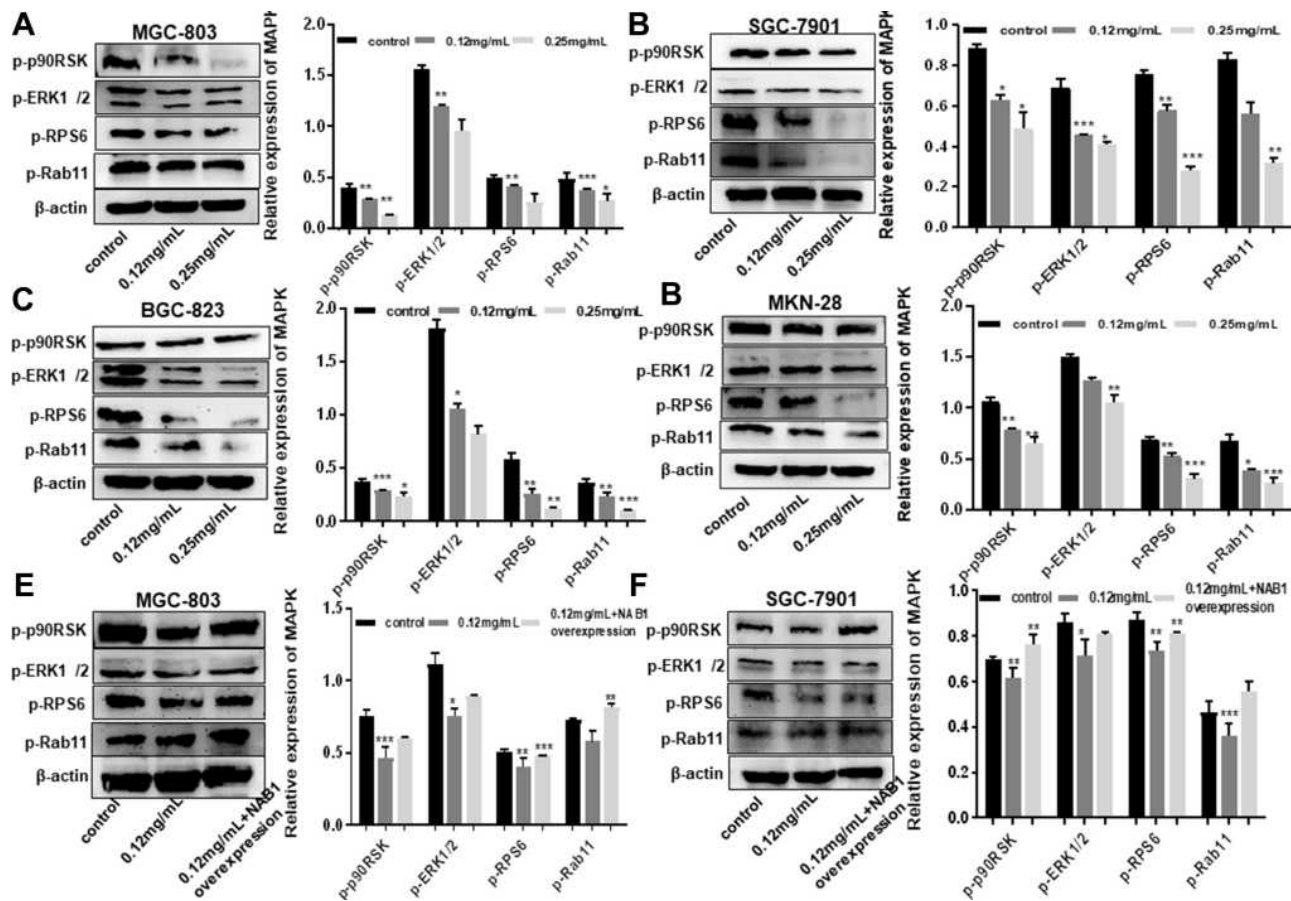 A
MGC-803
p-p90RSK
p-ERK1 /2
p-RPS6
p-Rab11
β-actin
control
0.12mg/mL
0.25mg/mL
Relative expression of MAPK
2.0
1.5
1.0
0.5
0.0
control 0.12mg/mL 0.25mg/mL
** ** ** ** *** *
p-p90RSK
p-ERK1/2
p-RPS6
p-Rab11
B
SGC-7901
p-p90RSK
p-ERK1 /2
p-RPS6
p-Rab11
β-actin
control
0.12mg/mL
0.25mg/mL
Relative expression of MAPK
1.0
0.8
0.6
0.4
0.2
0.0
control 0.12mg/mL 0.25mg/mL
* * *** * ** *** **
p-p90RSK
p-ERK1/2
p-RPS6
p-Rab11
C
BGC-823
p-p90RSK
p-ERK1 /2
p-RPS6
p-Rab11
β-actin
control
0.12mg/mL
0.25mg/mL
Relative expression of MAPK
2.0
1.5
1.0
0.5
0.0
control 0.12mg/mL 0.25mg/mL
*** * * ** ** ** ***
p-p90RSK
p-ERK1/2
p-RPS6
p-Rab11
B
MKN-28
p-p90RSK
p-ERK1 /2
p-RPS6
p-Rab11
β-actin
control
0.12mg/mL
0.25mg/mL
Relative expression of MAPK
2.0
1.5
1.0
0.5
0.0
control 0.12mg/mL 0.25mg/mL
** ** ** ** *** * ***
p-p90RSK
p-ERK1/2
p-RPS6
p-Rab11
E
MGC-803
p-p90RSK
p-ERK1 /2
p-RPS6
p-Rab11
β-actin
control
0.12mg/mL
0.12mg/mL+NAB1
overexpression
Relative expression of MAPK
1.5
1.0
0.5
0.0
control 0.12mg/mL 0.12mg/mL+NAB1
overexpression
*** * ** *** **
p-p90RSK
p-ERK1/2
p-RPS6
p-Rab11
F
SGC-7901
p-p90RSK
p-ERK1 /2
p-RPS6
p-Rab11
β-actin
control
0.12mg/mL
0.12mg/mL+NAB1
overexpression
Relative expression of MAPK
1.0
0.8
0.6
0.4
0.2
0.0
control 0.12mg/mL 0.12mg/mL+NAB1
overexpression
** ** * ** ** ***
p-p90RSK
p-ERK1/2
p-RPS6
p-Rab11